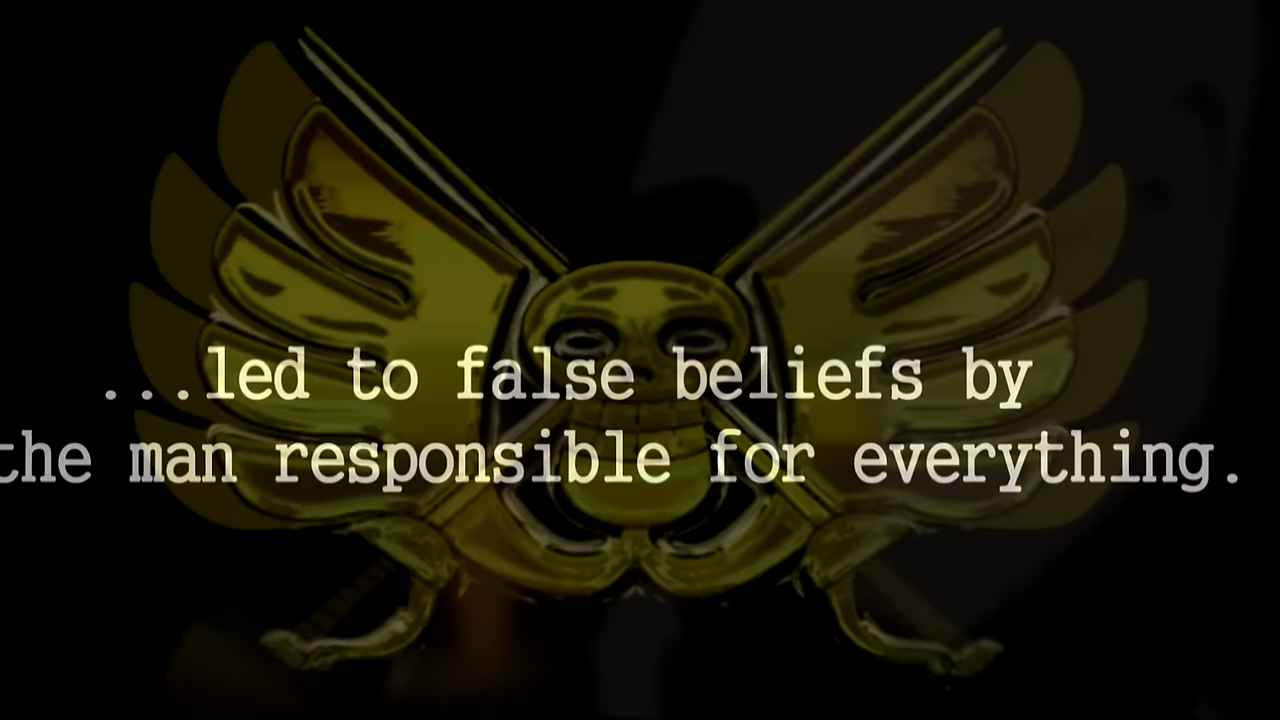 ...led to false beliefs by
the man responsible for everything.